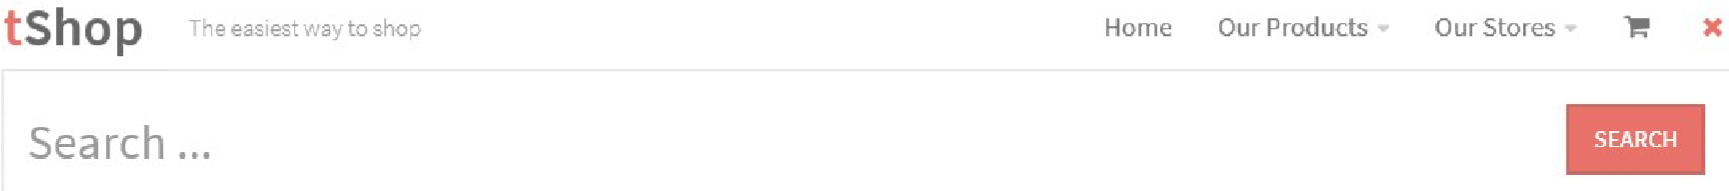 tShop The easiest way to shop Home Our Products Our Stores
Search ... SEARCH